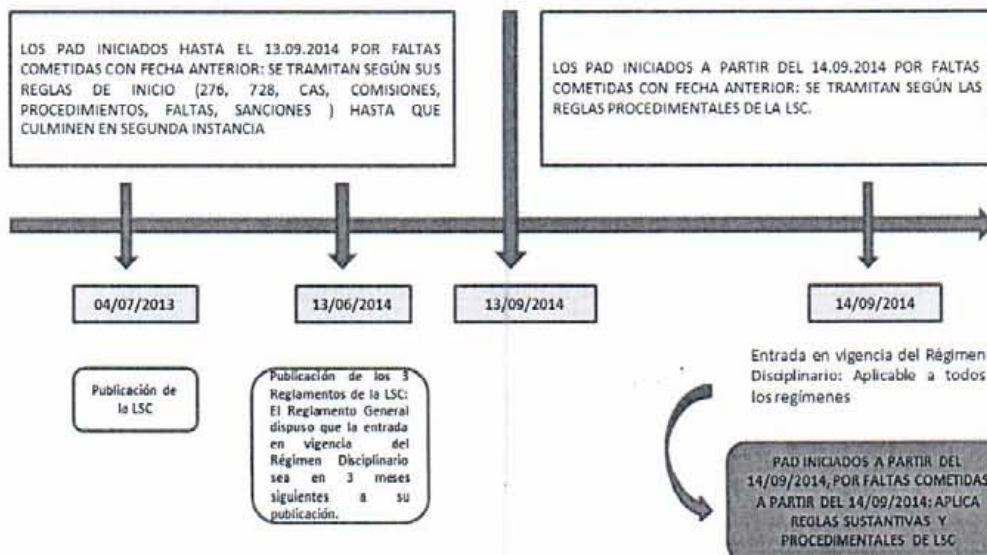 LOS PAD INICIADOS HASTA EL 13.09.2014 POR FALTAS
COMETIDAS CON FECHA ANTERIOR: SE TRAMITAN SEGÚN SUS
REGLAS DE INICIO (276, 728, CAS, COMISIONES,
PROCEDIMIENTOS, FALTAS, SANCIONES ) HASTA QUE
CULMINEN EN SEGUNDA INSTANCIA
LOS PAD INICIADOS A PARTIR DEL 14.09.2014 POR FALTAS
COMETIDAS CON FECHA ANTERIOR: SE TRAMITAN SEGÚN LAS
REGLAS PROCEDIMENTALES DE LA LSC.
04/07/2013
13/06/2014
13/09/2014
14/09/2014
Publicación de
la LSC
Publicación de los 3
Reglamentos de la LSC:
El Reglamento General
dispuso que la entrada
en vigencia del
Régimen Disciplinario
sea en 3 meses
siguientes a su
publicación.
Entrada en vigencia del Régimen
Disciplinario: Aplicable a todos
los regímenes
PAD INICIADOS A PARTIR DEL
14/09/2014, POR FALTAS COMETIDAS
A PARTIR DEL 14/09/2014: APLICA
REGLAS SUSTANTIVAS Y
PROCEDIMENTALES DE LSC